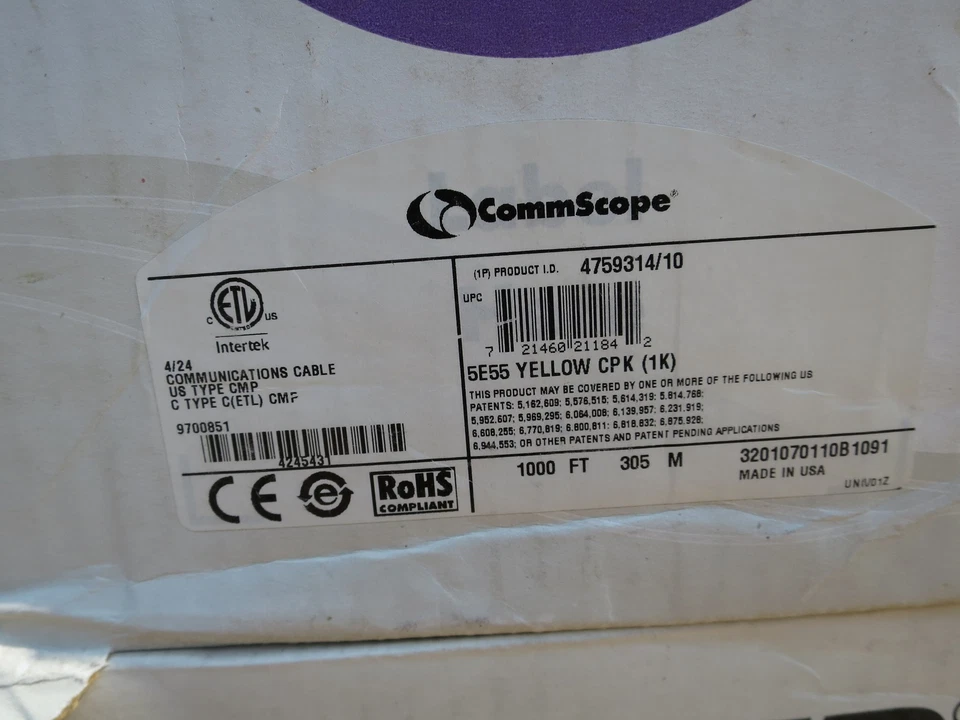 CommScope®
(1P) PRODUCT I.D. 4759314/10
UPC
7 21460 21184 2
5E55 YELLOW CPK (1K)
THIS PRODUCT MAY BE COVERED BY ONE OR MORE OF THE FOLLOWING US
PATENTS: 5,162,609; 5,576,515; 5,614,319; 5,814,768;
5,952,607; 5,969,295; 6,064,008; 6,139,957; 6,231,919;
6,608,255; 6,770,819; 6,800,811; 6,818,832; 6,875,928;
6,944,553; OR OTHER PATENTS AND PATENT PENDING APPLICATIONS
C ETL US
Intertek
4/24
COMMUNICATIONS CABLE
US TYPE CMP
C TYPE C(ETL) CMP
9700851
424543
CE e RoHS
COMPLIANT
1000 FT 305 M
3201070110B1091
MADE IN USA